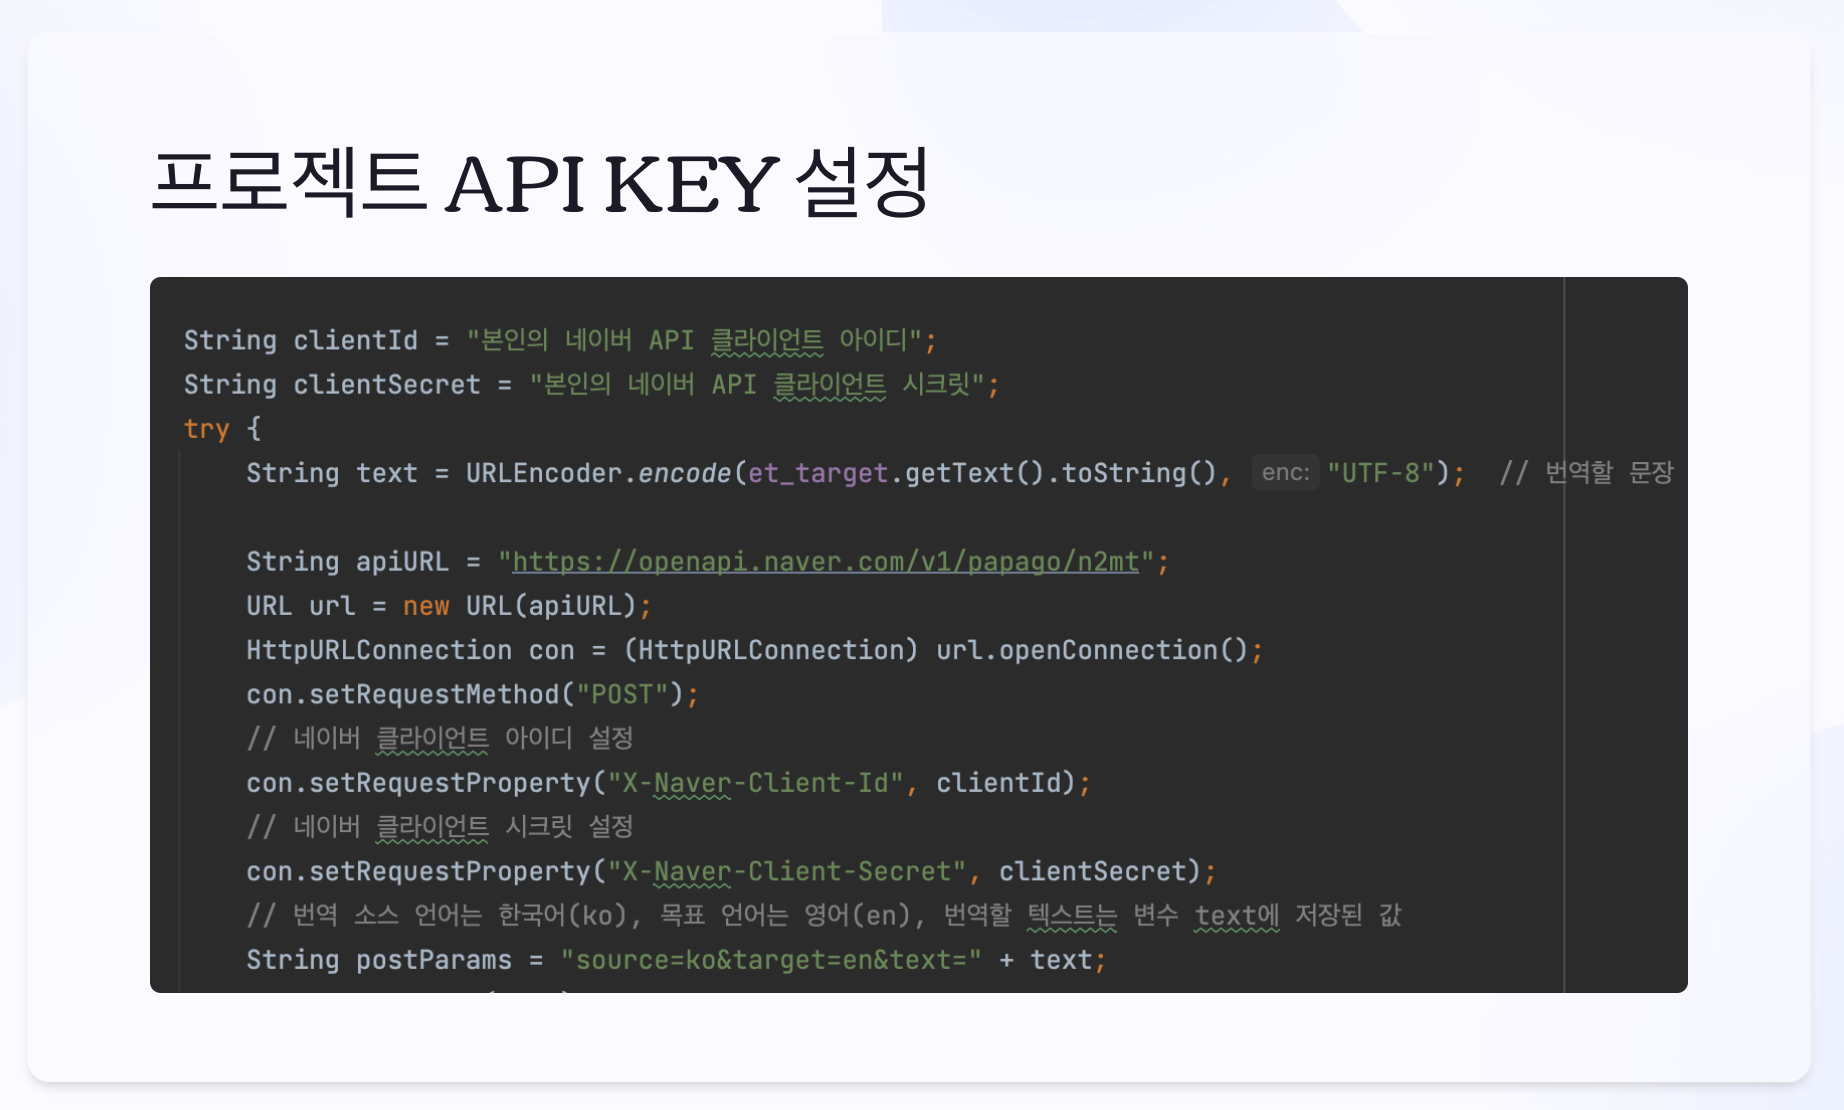 프로젝트 API KEY 설정
String clientId = "본인의 네이버 API 클라이언트 아이디";
String clientSecret = "본인의 네이버 API 클라이언트 시크릿";
try {
String text = URLEncoder.encode(et_target.getText().toString(), enc: "UTF-8"); // 번역할 문장
String apiURL = "https://openapi.naver.com/v1/papago/n2mt";
URL url = new URL(apiURL);
HttpURLConnection con = (HttpURLConnection) url.openConnection();
con.setRequestMethod("POST");
// 네이버 클라이언트 아이디 설정
con.setRequestProperty("X-Naver-Client-Id", clientId);
// 네이버 클라이언트 시크릿 설정
con.setRequestProperty("X-Naver-Client-Secret", clientSecret);
// 번역 소스 언어는 한국어(ko), 목표 언어는 영어(en), 번역할 텍스트는 변수 text에 저장된 값
String postParams = "source=ko&target=en&text=" + text;